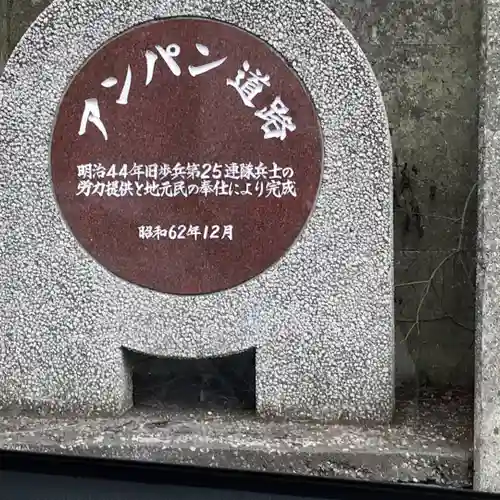 アンパン道路
明治44年旧歩兵第25連隊兵士の
労力提供と地元民の奉仕により完成
昭和62年12月